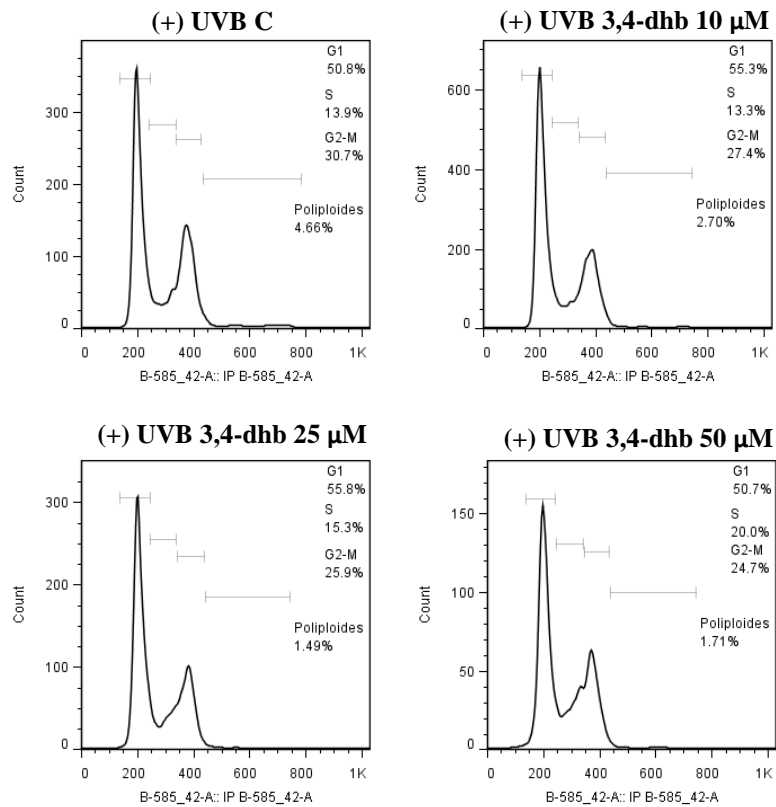 (+) UVB C
G1
50.8%
S
13.9%
G2-M
30.7%
Poliploides
4.66%
300
200
100
0
Count
0 200 400 600 800 1K
B-585_42-A:: IP B-585_42-A
(+) UVB 3,4-dhb 10 µM
G1
55.3%
S
13.3%
G2-M
27.4%
Poliploides
2.70%
600
400
200
0
Count
0 200 400 600 800 1K
B-585_42-A:: IP B-585_42-A
(+) UVB 3,4-dhb 25 µM
G1
55.8%
S
15.3%
G2-M
25.9%
Poliploides
1.49%
300
200
100
0
Count
0 200 400 600 800 1K
B-585_42-A:: IP B-585_42-A
(+) UVB 3,4-dhb 50 µM
G1
50.7%
S
20.0%
G2-M
24.7%
Poliploides
1.71%
150
100
50
0
Count
0 200 400 600 800 1K
B-585_42-A:: IP B-585_42-A